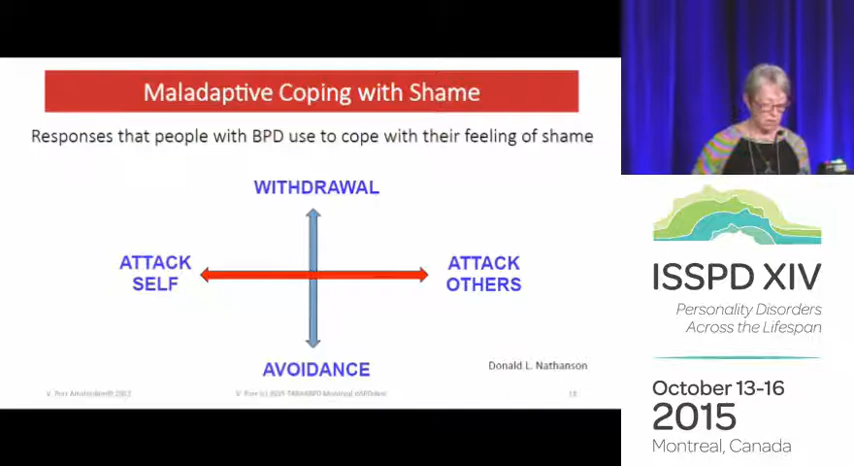 Maladaptive Coping with Shame
Responses that people with BPD use to cope with their feeling of shame
WITHDRAWAL
ATTACK
SELF
ATTACK
OTHERS
AVOIDANCE
Donald L. Nathanson
ISSPD XIV
Personality Disorders
Across the Lifespan
October 13-16
2015
Montreal, Canada